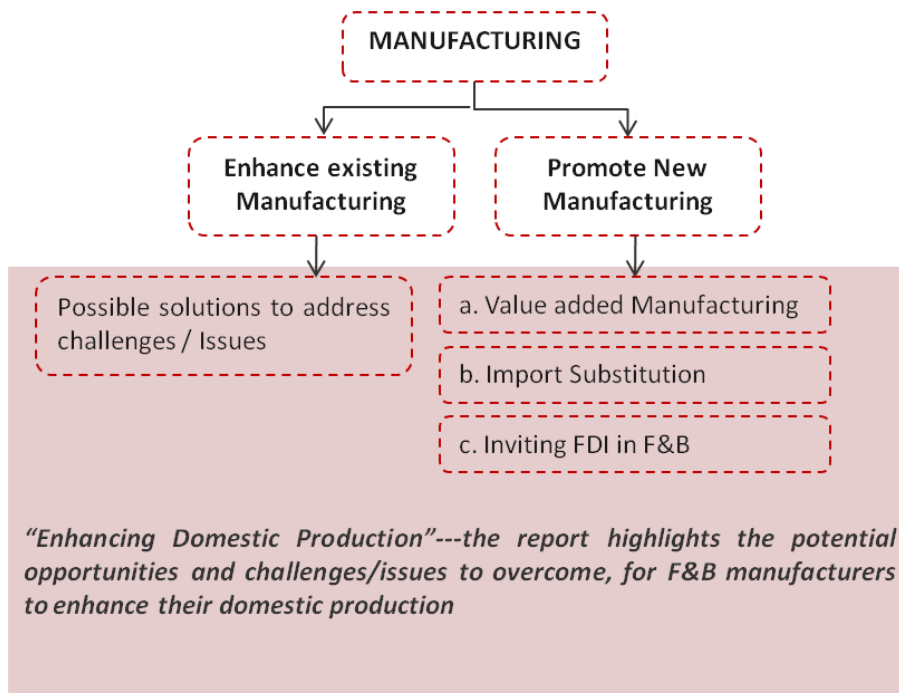 MANUFACTURING
Enhance existing
Manufacturing
Promote New
Manufacturing
Possible solutions to address
challenges / Issues
a. Value added Manufacturing
b. Import Substitution
c. Inviting FDI in F&B
“Enhancing Domestic Production”---the report highlights the potential
opportunities and challenges/issues to overcome, for F&B manufacturers
to enhance their domestic production